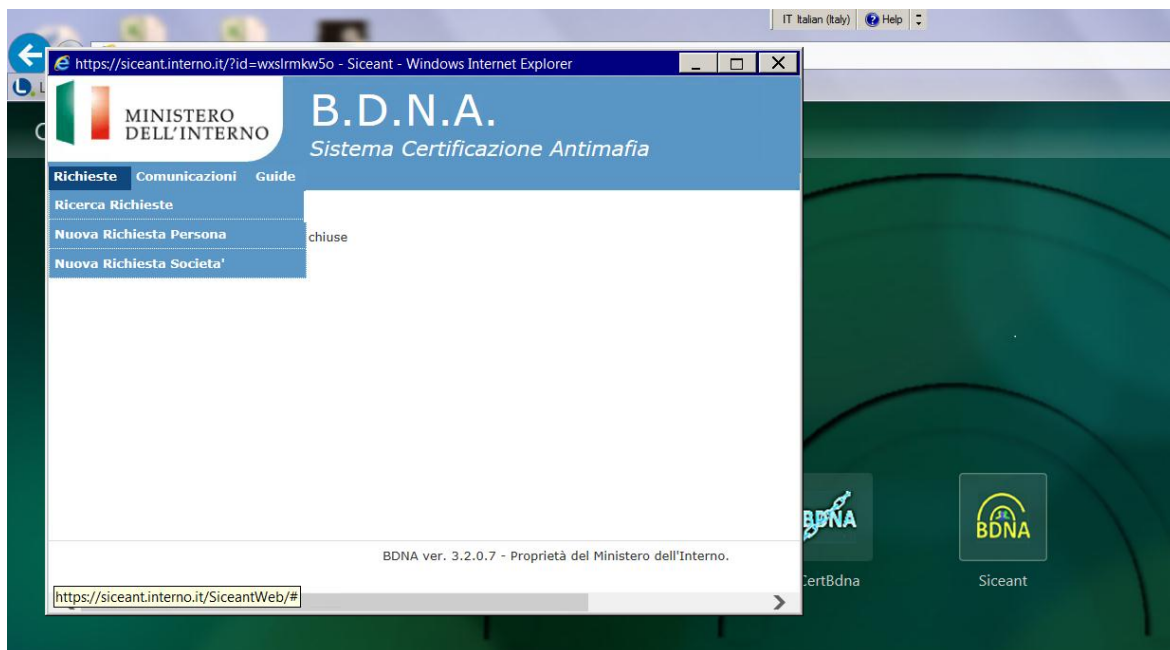 IT Italian (Italy) Help
https://siceant.interno.it/?id=wxslrmkw5o - Siceant - Windows Internet Explorer
MINISTERO
DELL'INTERNO
B.D.N.A.
Sistema Certificazione Antimafia
Richieste Comunicazioni Guide
Ricerca Richieste
Nuova Richiesta Persona
chiuse
Nuova Richiesta Societa'
BDNA
BDNA
BDNA ver. 3.2.0.7 - Proprietà del Ministero dell'Interno.
CertBdna
Siceant
https://siceant.interno.it/SiceantWeb/#